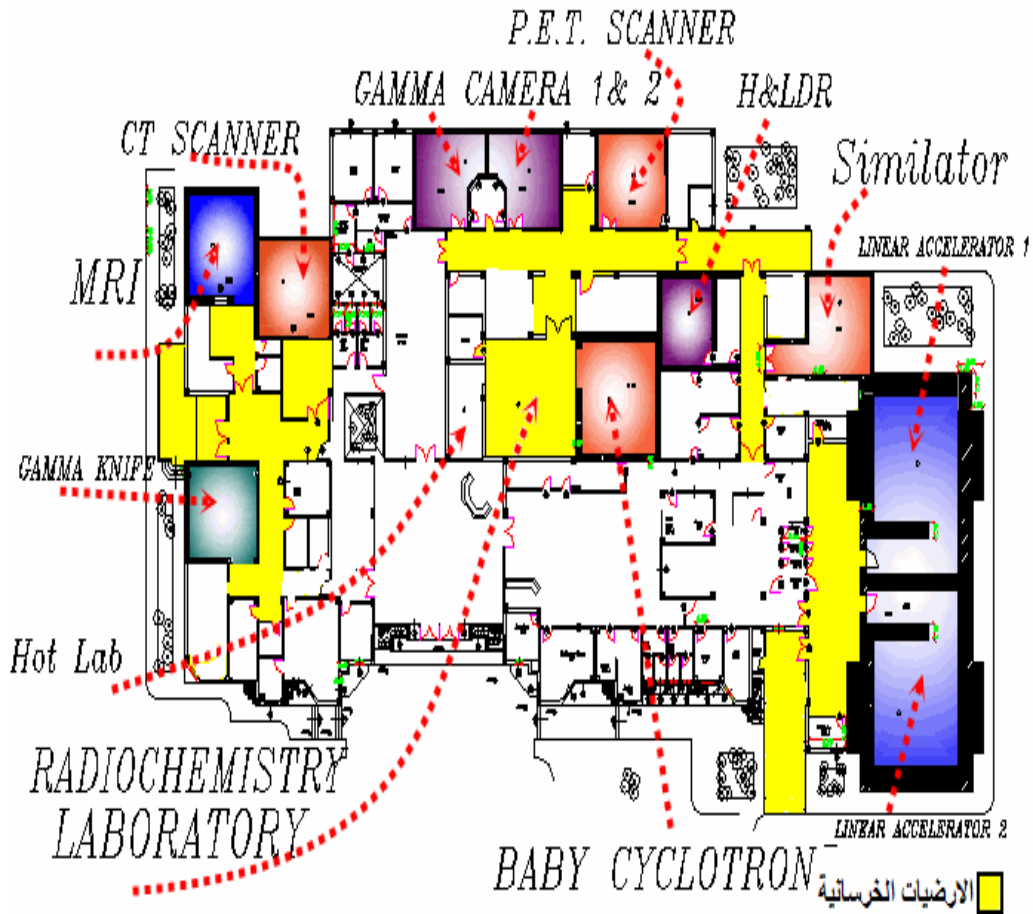 P.E.T. SCANNER
GAMMA CAMERA 1& 2
H&LDR
CT SCANNER
Similator
LINEAR ACCELERATOR 1
MRI
GAMMA KNIFE
Hot Lab
RADIOCHEMISTRY
LABORATORY
LINEAR ACCELERATOR 2
BABY CYCLOTRON
الارضيات الخرسانية